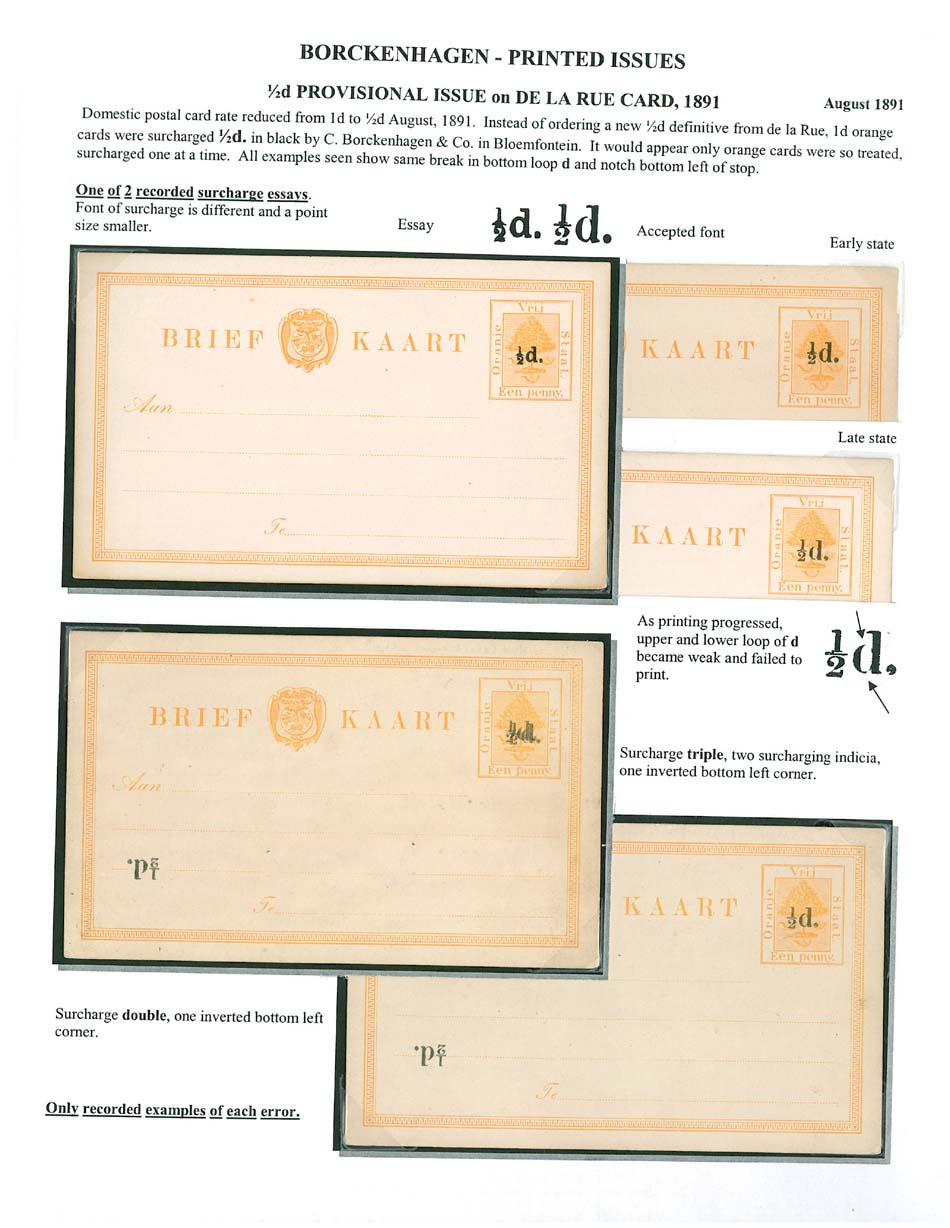 BORCKENHAGEN - PRINTED ISSUES
½d PROVISIONAL ISSUE on DE LA RUE CARD, 1891
August 1891
Domestic postal card rate reduced from 1d to ½d August, 1891. Instead of ordering a new ½d definitive from de la Rue, 1d orange
cards were surcharged ½d. in black by C. Borckenhagen & Co. in Bloemfontein. It would appear only orange cards were so treated,
surcharged one at a time. All examples seen show same break in bottom loop d and notch bottom left of stop.
One of 2 recorded surcharge essays.
Font of surcharge is different and a point
size smaller.
Essay
½d. ½d.
Accepted font
Early state
BRIEF KAART
Vrij
Oranje
Staat.
Een penny.
½d.
Aan
Te
KAART
Vrij
Oranje
Staat.
Een penny.
½d.
Late state
KAART
Vrij
Oranje
Staat.
Een penny.
½d.
As printing progressed,
upper and lower loop of d
became weak and failed to
print.
½d.
BRIEF KAART
Vrij
Oranje
Staat.
Een penny.
½d.
Aan
½d.
Te
Surcharge triple, two surcharging indicia,
one inverted bottom left corner.
KAART
Vrij
Oranje
Staat.
Een penny.
½d.
½d.
Te
Surcharge double, one inverted bottom left
corner.
Only recorded examples of each error.